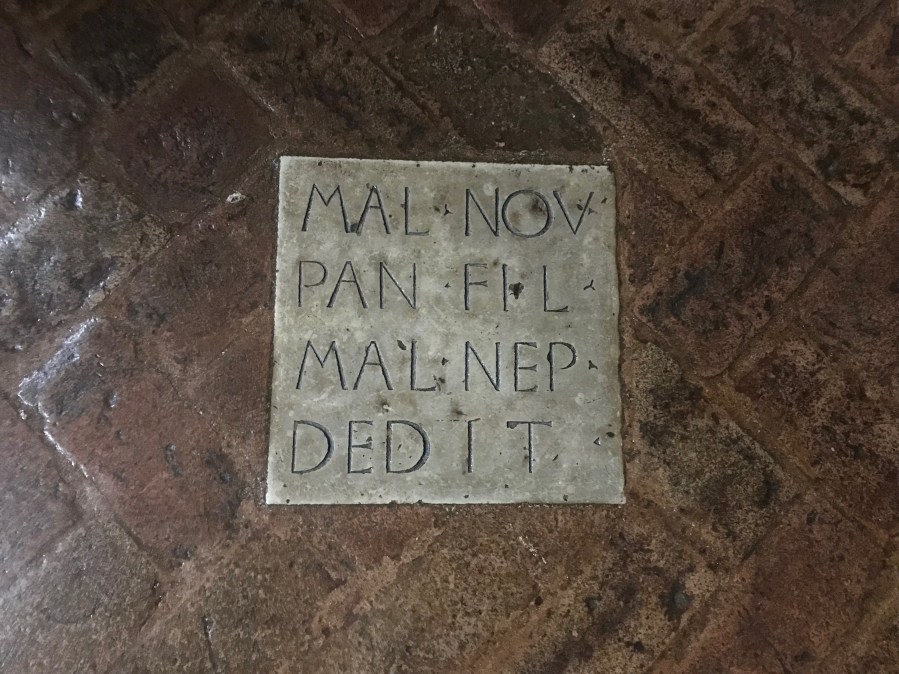 MAL · NOV
PAN · FIL ·
MAL · NEP ·
DEDIT